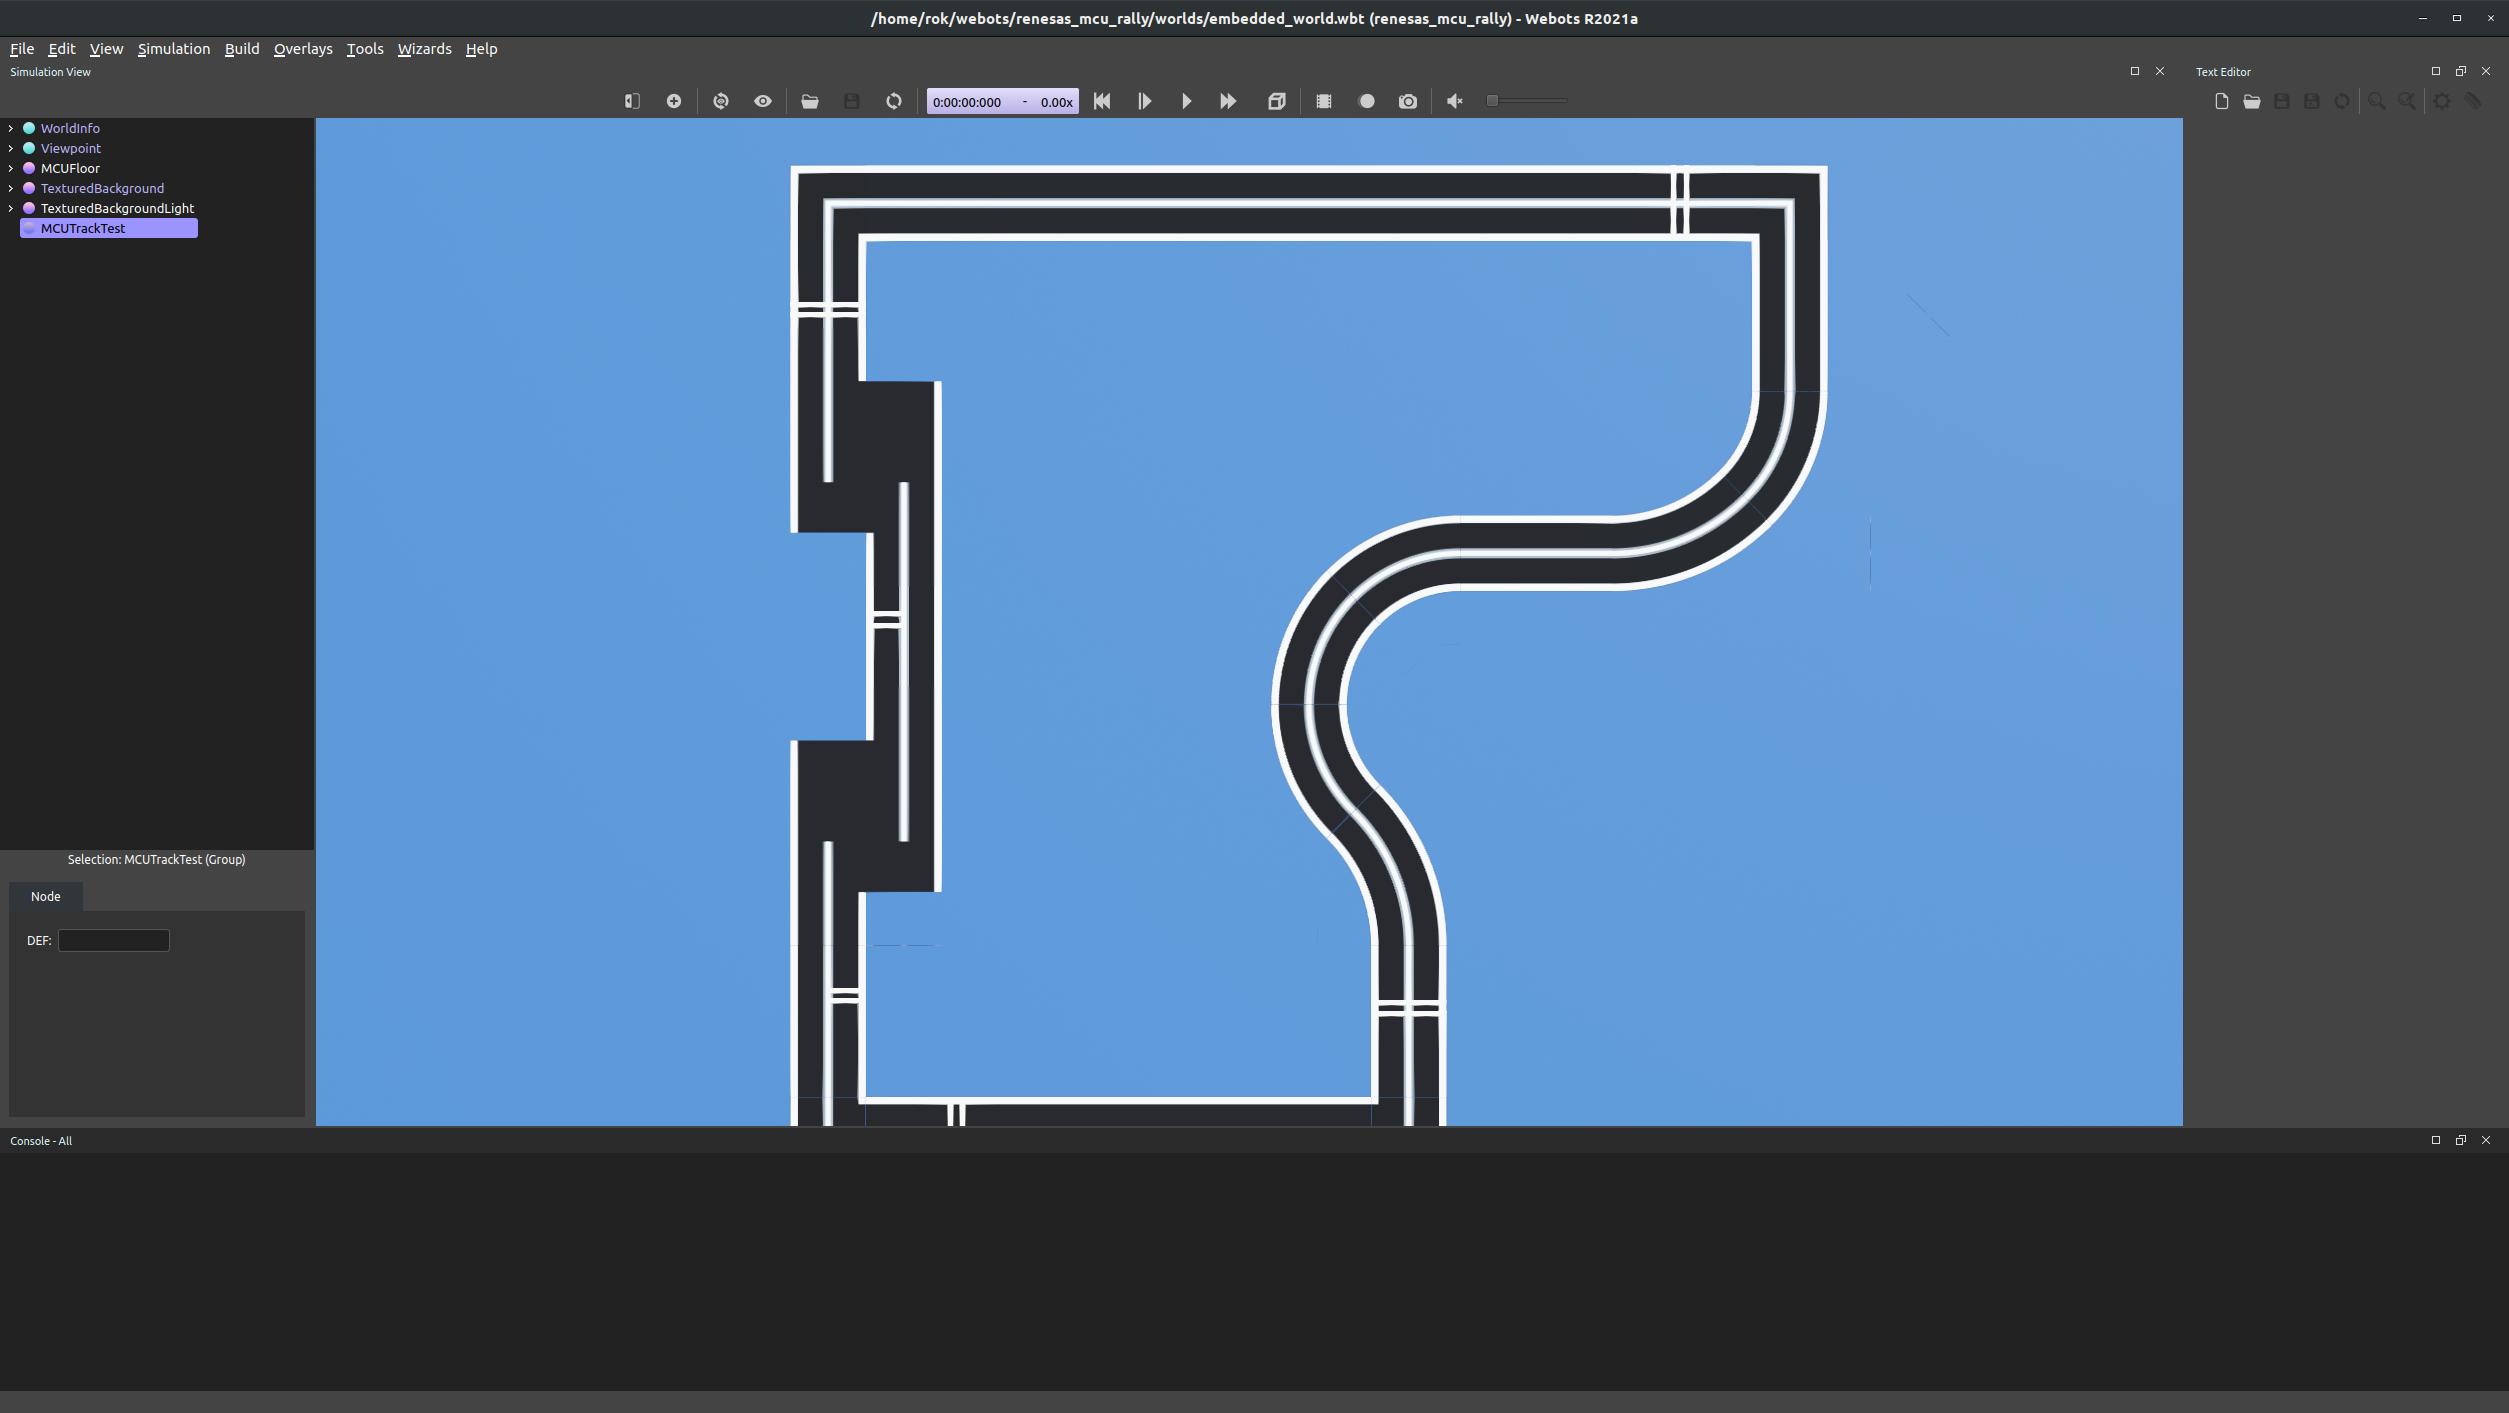 /home/rok/webots/renesas_mcu_rally/worlds/embedded_world.wbt (renesas_mcu_rally) - Webots R2021a
File Edit View Simulation Build Overlays Tools Wizards Help
Simulation View
Text Editor
0:00:00:000 - 0.00x
WorldInfo
Viewpoint
MCUFloor
TexturedBackground
TexturedBackgroundLight
MCUTrackTest
Selection: MCUTrackTest (Group)
Node
DEF:
Console - All